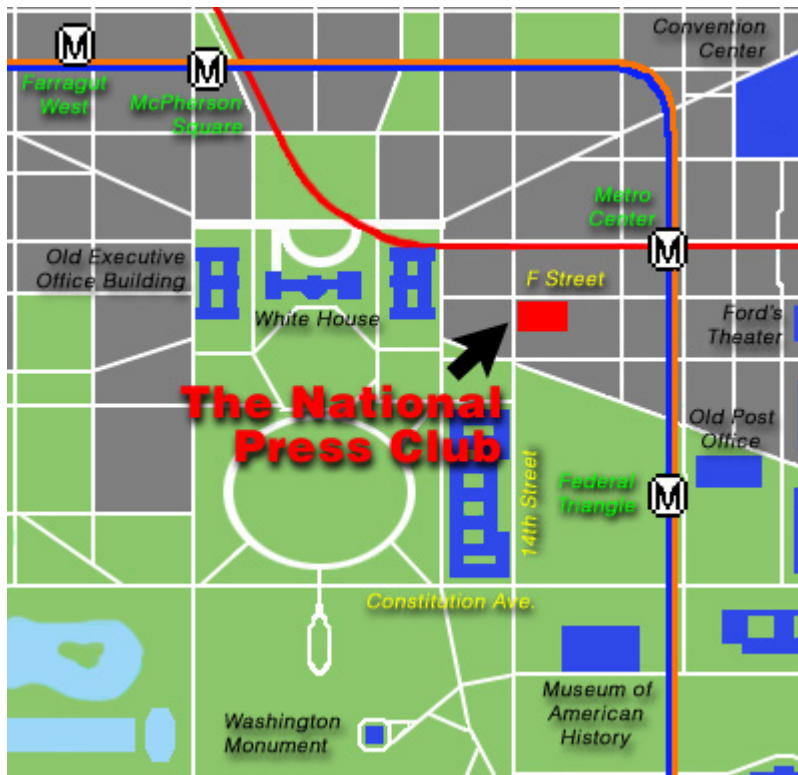 Convention
Center
M
M
Farragut
West
McPherson
Square
Metro
Center
M
Old Executive
Office Building
F Street
White House
Ford's
Theater
The National
Press Club
Old Post
Office
14th Street
Federal
Triangle
M
Constitution Ave.
Museum of
American
History
Washington
Monument